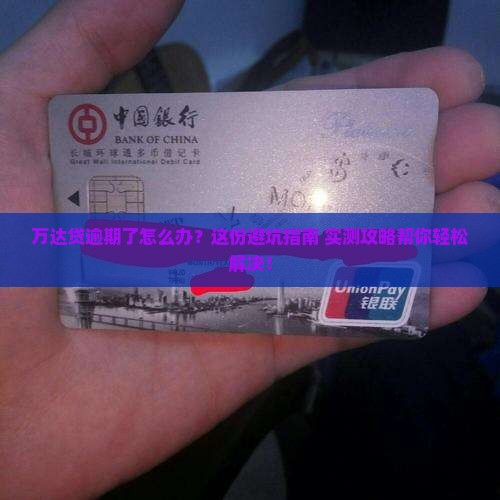 中国银行
BANK OF CHINA
长城环球通多币借记卡
Great Wall International Debit Card
万达贷逾期了怎么办？这份避坑指南 实测攻略帮你轻松
解决！
UnionPay
银联